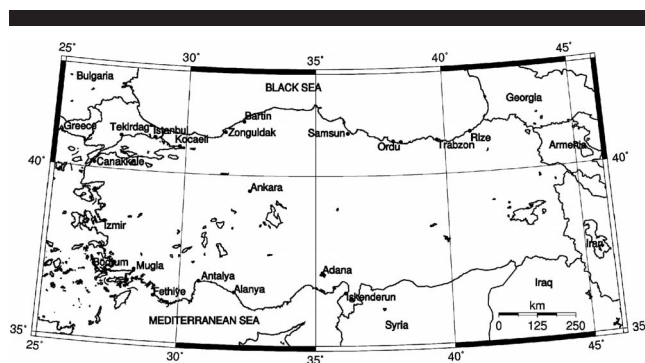 25°
30°
35°
40°
45°
Bulgaria
BLACK SEA
Georgia
Greece
Tekirdag
Istanbul
Kocaeli
Bartin
Zonguldak
Samsun
Ordu
Trabzon
Rize
Armenia
40°
Canakkale
40°
Ankara
Izmir
Iran
Bodrum
Mugla
Antalya
Adana
Fethiye
Alanya
Iskenderun
Iraq
km
0 125 250
MEDITERRANEAN SEA
Syria
35°
35°
25°
30°
35°
40°
45°